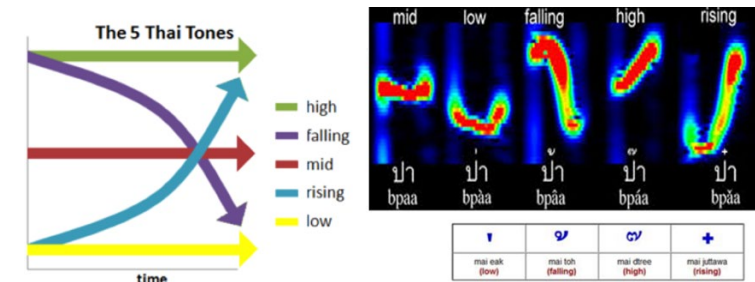 The 5 Thai Tones
high
falling
mid
rising
low
time
mid low falling high rising
ปา ป่า ป้า ป๊า ป๋า
bpaa bpàa bpâa bpáa bpǎa
่ ้ ๊ ๋
mai eak mai toh mai dtree mai juttawa
(low) (falling) (high) (rising)